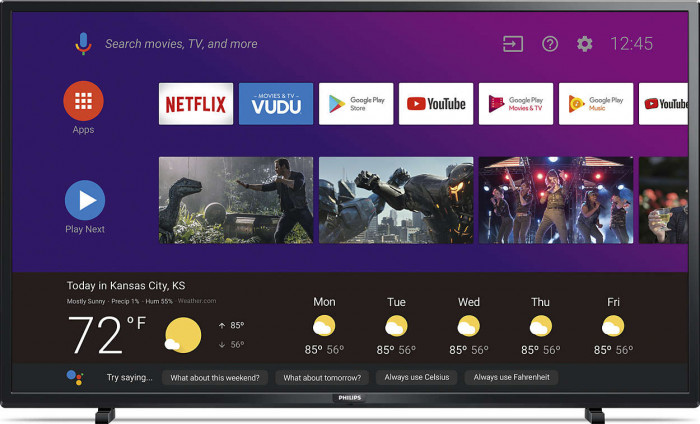 Search movies, TV, and more
12:45
Apps
NETFLIX
MOVIES & TV
VUDU
Google Play
Store
YouTube
Google Play
Movies & TV
Google Play
Music
YouTube
Play Next
Today in Kansas City, KS
Mostly Sunny · Precip 1% · Hum 55% · Weather.com
72°F
↑ 85°
↓ 56°
Mon
Tue
Wed
Thu
Fri
85° 56°
85° 56°
85° 56°
85° 56°
85° 56°
Try saying...
What about this weekend?
What about tomorrow?
Always use Celsius
Always use Fahrenheit
PHILIPS